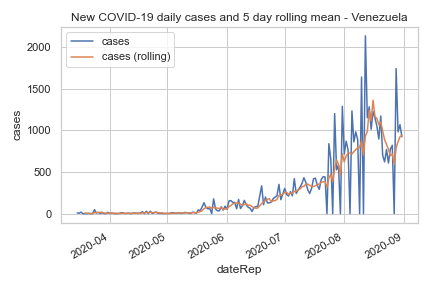 New COVID-19 daily cases and 5 day rolling mean - Venezuela
cases
cases (rolling)
2000
1500
1000
500
0
cases
2020-04
2020-05
2020-06
2020-07
2020-08
2020-09
dateRep